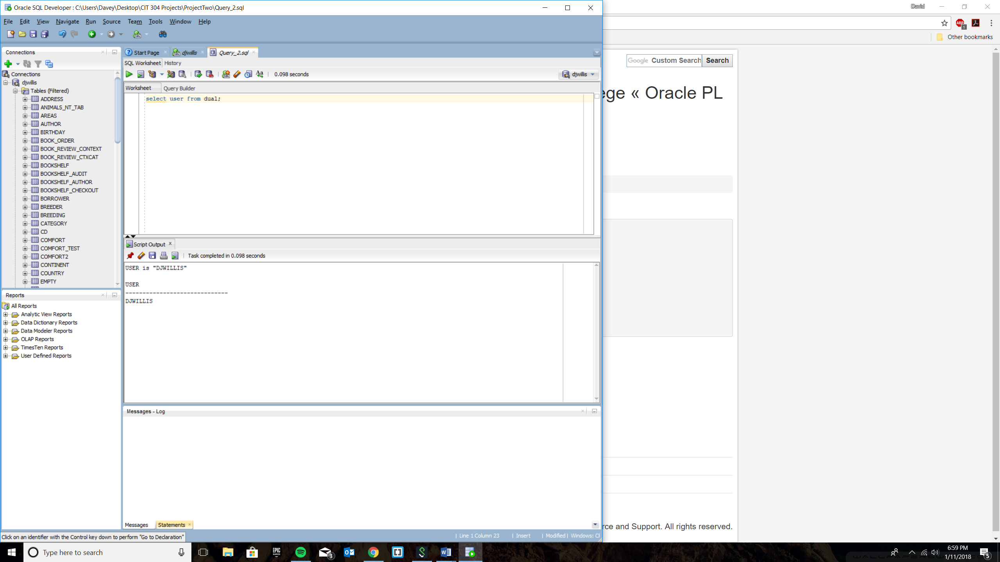 Oracle SQL Developer : C:\Users\Davey\Desktop\CIT 304 Projects\ProjectTwo\Query_2.sql
File Edit View Navigate Run Source Team Tools Window Help
Connections
Connections
djwillis
Tables (Filtered)
ADDRESS
ANIMALS_NT_TAB
AREAS
AUTHOR
BIRTHDAY
BOOK_ORDER
BOOK_REVIEW_CONTEXT
BOOK_REVIEW_CTXCAT
BOOKSHELF
BOOKSHELF_AUDIT
BOOKSHELF_AUTHOR
BOOKSHELF_CHECKOUT
BORROWER
BREEDER
BREEDING
CATEGORY
CD
COMFORT
COMFORT_TEST
COMFORT2
CONTINENT
COUNTRY
EMPTY
Reports
All Reports
Analytic View Reports
Data Dictionary Reports
Data Modeler Reports
OLAP Reports
TimesTen Reports
User Defined Reports
Start Page djwillis Query_2.sql
SQL Worksheet History
0.098 seconds djwillis
Worksheet Query Builder
select user from dual;
Script Output
Task completed in 0.098 seconds
USER is "DJWILLIS"
USER
------------------------------
DJWILLIS
Messages - Log
Messages Statements
Click on an identifier with the Control key down to perform "Go to Declaration"
| Line 1 Column 23 | Insert | Modified | Windows: CF
David
ABP 1
Other bookmarks
Google Custom Search Search
ege « Oracle PL
rce and Support. All rights reserved.
Type here to search
EPIC GAMES
3
6:59 PM
1/11/2018
5